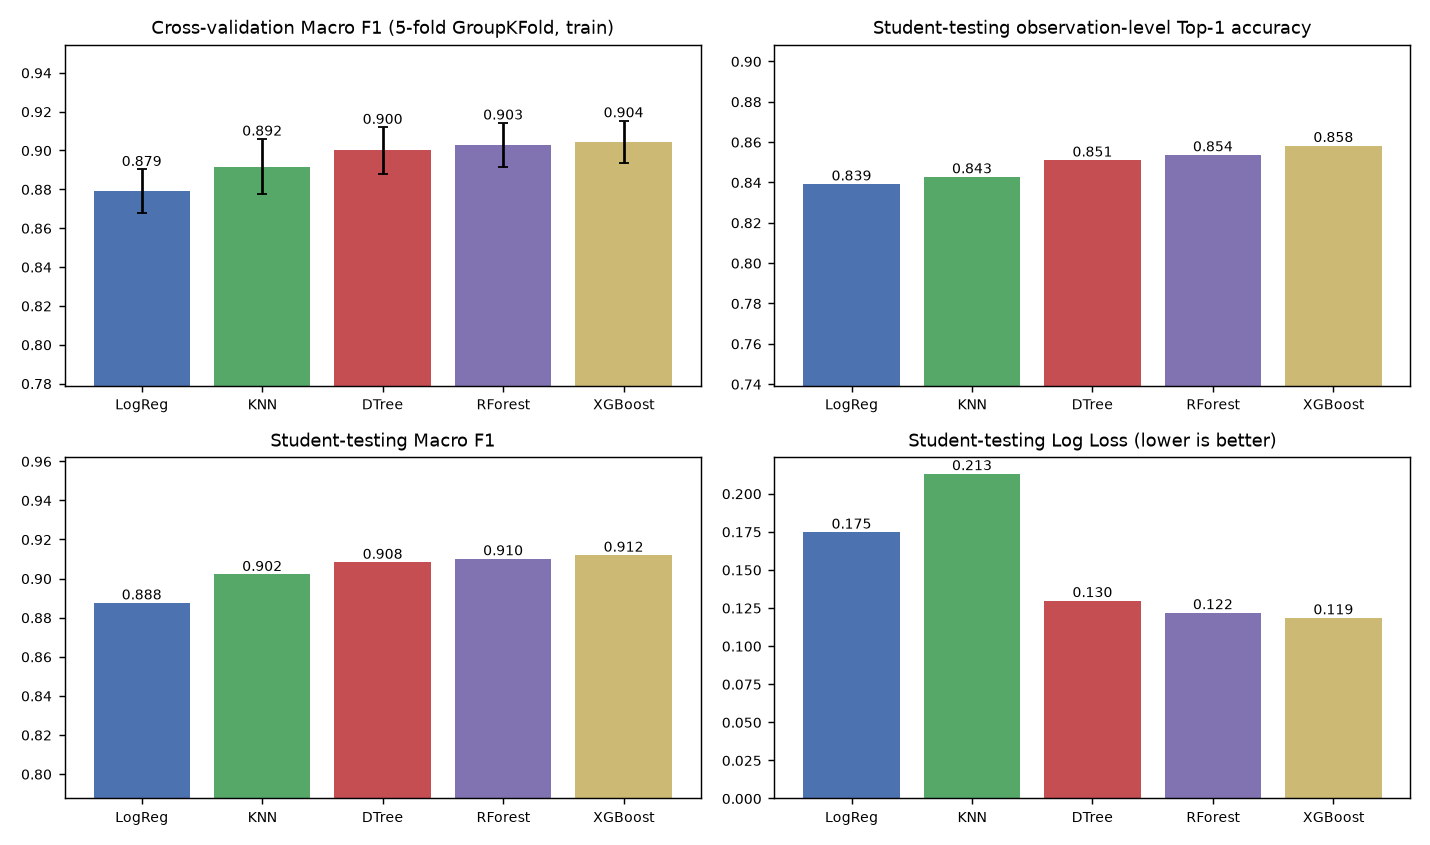 Cross-validation Macro F1 (5-fold GroupKFold, train)
0.94
0.92
0.90
0.88
0.86
0.84
0.82
0.80
0.78
0.879
0.892
0.900
0.903
0.904
LogReg
KNN
DTree
RForest
XGBoost
Student-testing observation-level Top-1 accuracy
0.90
0.88
0.86
0.84
0.82
0.80
0.78
0.76
0.74
0.839
0.843
0.851
0.854
0.858
LogReg
KNN
DTree
RForest
XGBoost
Student-testing Macro F1
0.96
0.94
0.92
0.90
0.88
0.86
0.84
0.82
0.80
0.888
0.902
0.908
0.910
0.912
LogReg
KNN
DTree
RForest
XGBoost
Student-testing Log Loss (lower is better)
0.200
0.175
0.150
0.125
0.100
0.075
0.050
0.025
0.000
0.175
0.213
0.130
0.122
0.119
LogReg
KNN
DTree
RForest
XGBoost